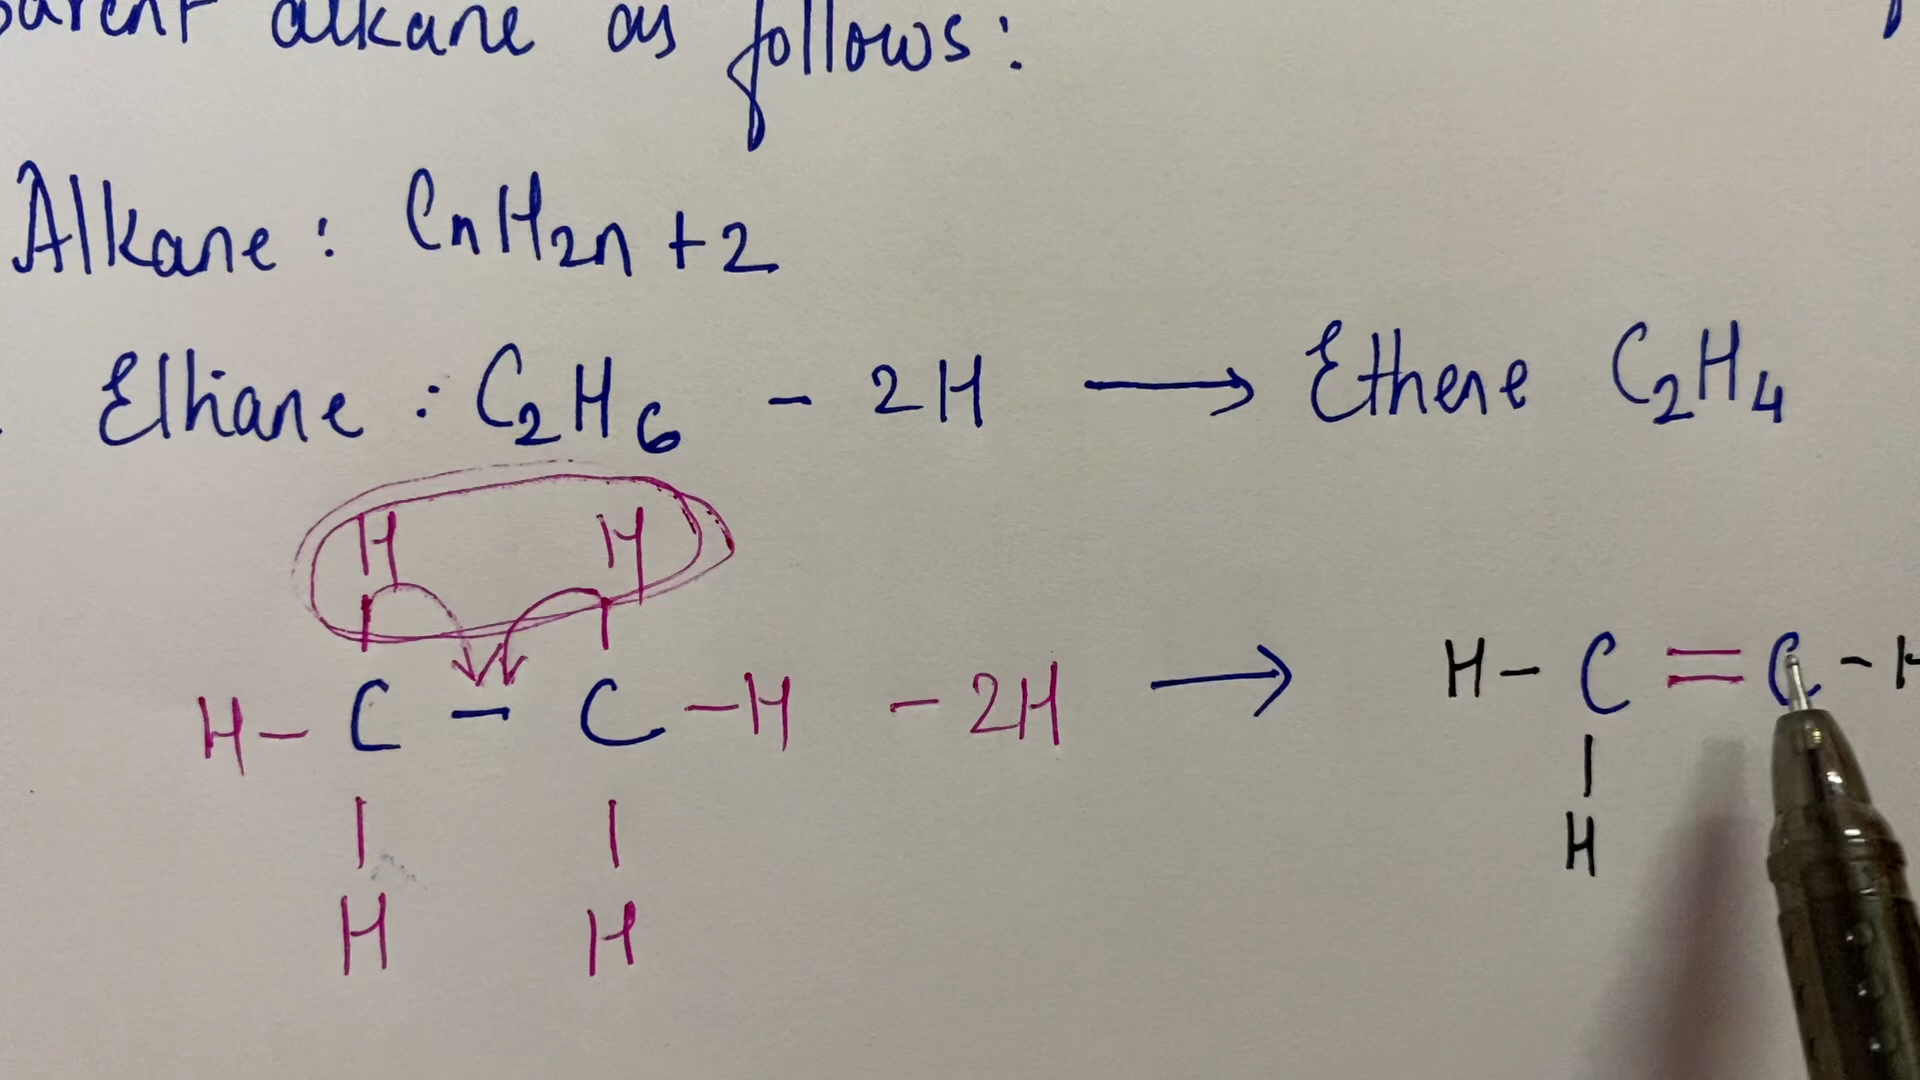 parent alkane as follows:
Alkane: CnH2n+2
Ethane: C2H6 - 2H → Ethene C2H4
H H
H - C - C - H - 2H → H - C = C - H
H H H